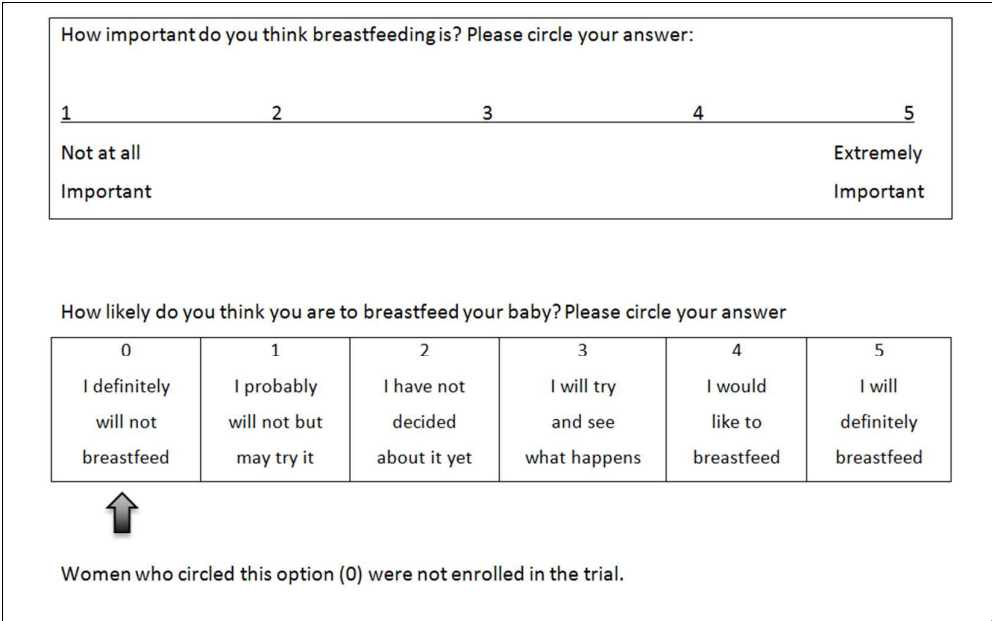 How important do you think breastfeeding is? Please circle your answer:
1 2 3 4 5
Not at all Extremely
Important Important
How likely do you think you are to breastfeed your baby? Please circle your answer
0 1 2 3 4 5
I definitely I probably I have not I will try I would I will
will not will not but decided and see like to definitely
breastfeed may try it about it yet what happens breastfeed breastfeed
Women who circled this option (0) were not enrolled in the trial.